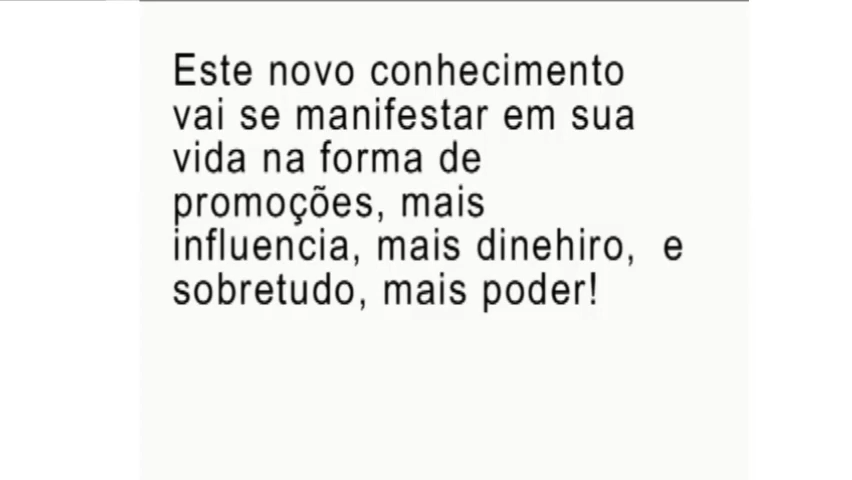 Este novo conhecimento
vai se manifestar em sua
vida na forma de
promoções, mais
influencia, mais dinehiro,  e
sobretudo, mais poder!